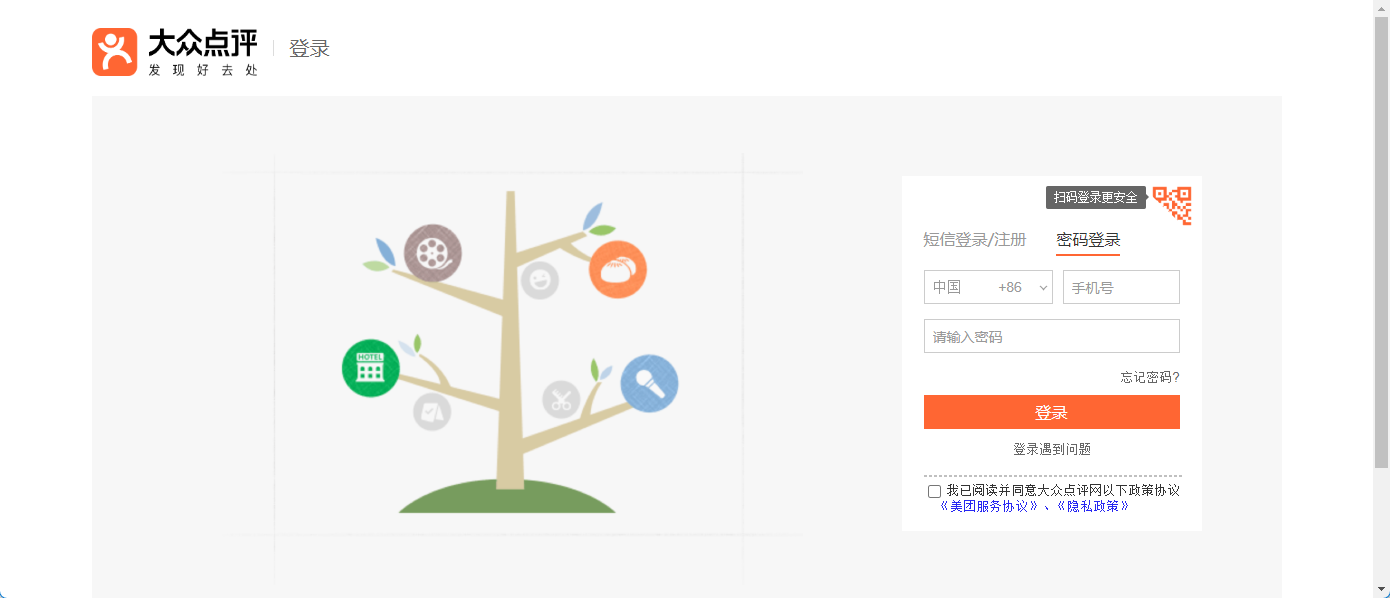 大众点评
发现好去处
登录
扫码登录更安全
短信登录/注册
密码登录
中国 +86
手机号
请输入密码
忘记密码?
登录
登录遇到问题
我已阅读并同意大众点评网以下政策协议
《美团服务协议》、《隐私政策》
HOTEL